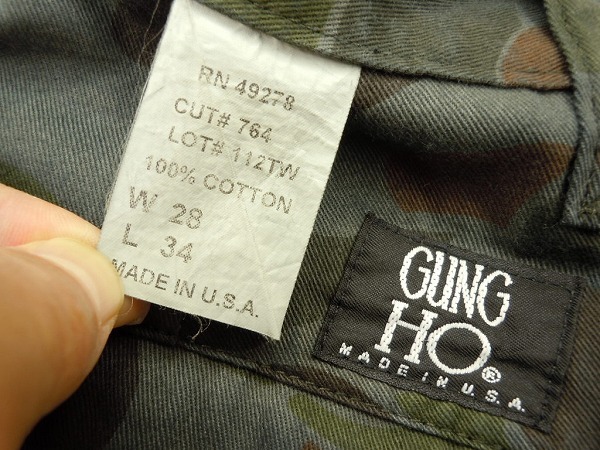 RN 49278
CUT# 764
LOT# 112TW
100% COTTON
W 28
L 34
MADE IN U.S.A.
GUNG
HO®
MADE IN U.S.A.